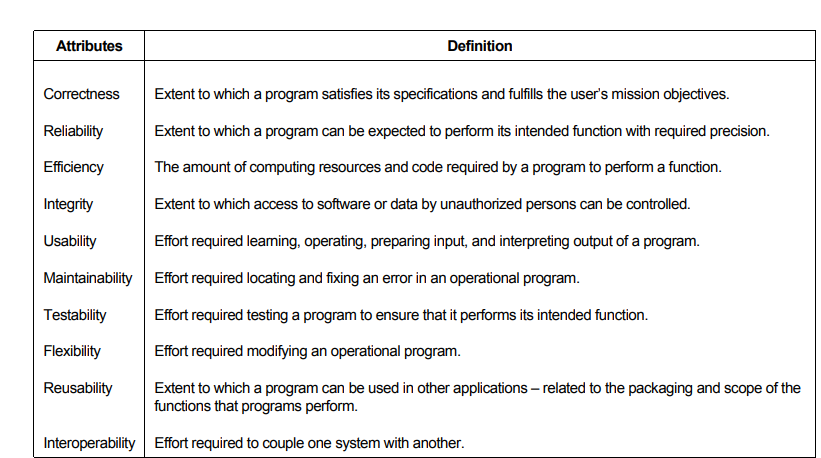 Attributes Definition
Correctness Extent to which a program satisfies its specifications and fulfills the user's mission objectives.
Reliability Extent to which a program can be expected to perform its intended function with required precision.
Efficiency The amount of computing resources and code required by a program to perform a function.
Integrity Extent to which access to software or data by unauthorized persons can be controlled.
Usability Effort required learning, operating, preparing input, and interpreting output of a program.
Maintainability Effort required locating and fixing an error in an operational program.
Testability Effort required testing a program to ensure that it performs its intended function.
Flexibility Effort required modifying an operational program.
Reusability Extent to which a program can be used in other applications – related to the packaging and scope of the
functions that programs perform.
Interoperability Effort required to couple one system with another.